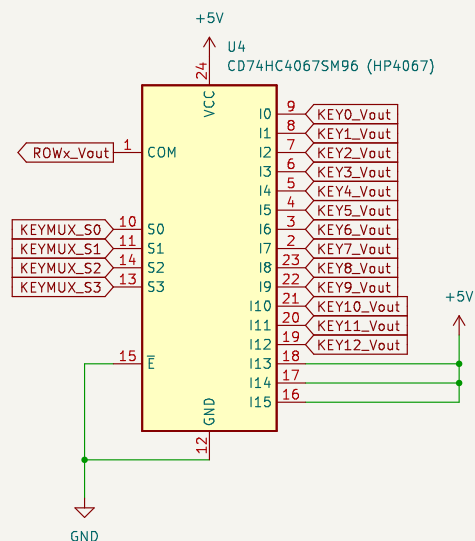 +5V
U4
CD74HC4067SM96 (HP4067)
24
VCC
I0 9 KEY0_Vout
I1 8 KEY1_Vout
ROWx_Vout 1 COM I2 7 KEY2_Vout
I3 6 KEY3_Vout
I4 5 KEY4_Vout
I5 4 KEY5_Vout
KEYMUX_S0 10 S0 I6 3 KEY6_Vout
KEYMUX_S1 11 S1 I7 2 KEY7_Vout
KEYMUX_S2 14 S2 I8 23 KEY8_Vout
KEYMUX_S3 13 S3 I9 22 KEY9_Vout
I10 21 KEY10_Vout
+5V
I11 20 KEY11_Vout
I12 19 KEY12_Vout
15 E I13 18
I14 17
I15 16
GND
12
GND